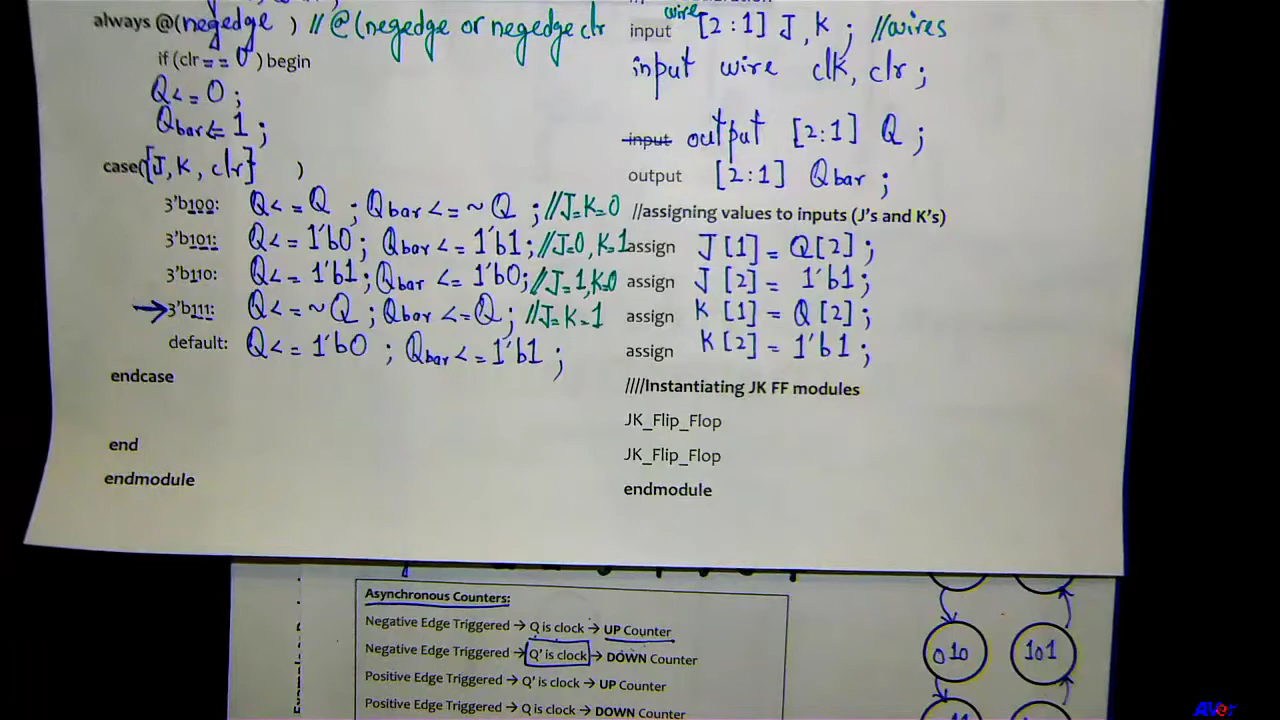 always @(negedge ) //@(negedge or negedge clr
if (clr == 0 ) begin
Q<=0;
Qbar<=1;
case({J,K,clr} )
3'b100: Q<=Q ; Qbar<=~Q ; //J=K=0
3'b101: Q<=1'b0; Qbar<=1'b1; //J=0, K=1
3'b110: Q<=1'b1; Qbar<=1'b0; //J=1,K=0
→3'b111: Q<=~Q ; Qbar<=Q ; //J=K=1
default: Q<=1'b0 ; Qbar<=1'b1 ;
endcase
end
endmodule
wire
input [2:1] J,K ; //wires
input wire clk, clr ;
input output [2:1] Q ;
output [2:1] Qbar ;
//assigning values to inputs (J's and K's)
assign J[1] = Q[2] ;
assign J[2] = 1'b1 ;
assign K[1] = Q[2] ;
assign K[2] = 1'b1 ;
////Instantiating JK FF modules
JK_Flip_Flop
JK_Flip_Flop
endmodule
Asynchronous Counters:
Negative Edge Triggered → Q is clock → UP Counter
Negative Edge Triggered → Q' is clock → DOWN Counter
Positive Edge Triggered → Q' is clock → UP Counter
Positive Edge Triggered → Q is clock → DOWN Counter
010
101
AVer